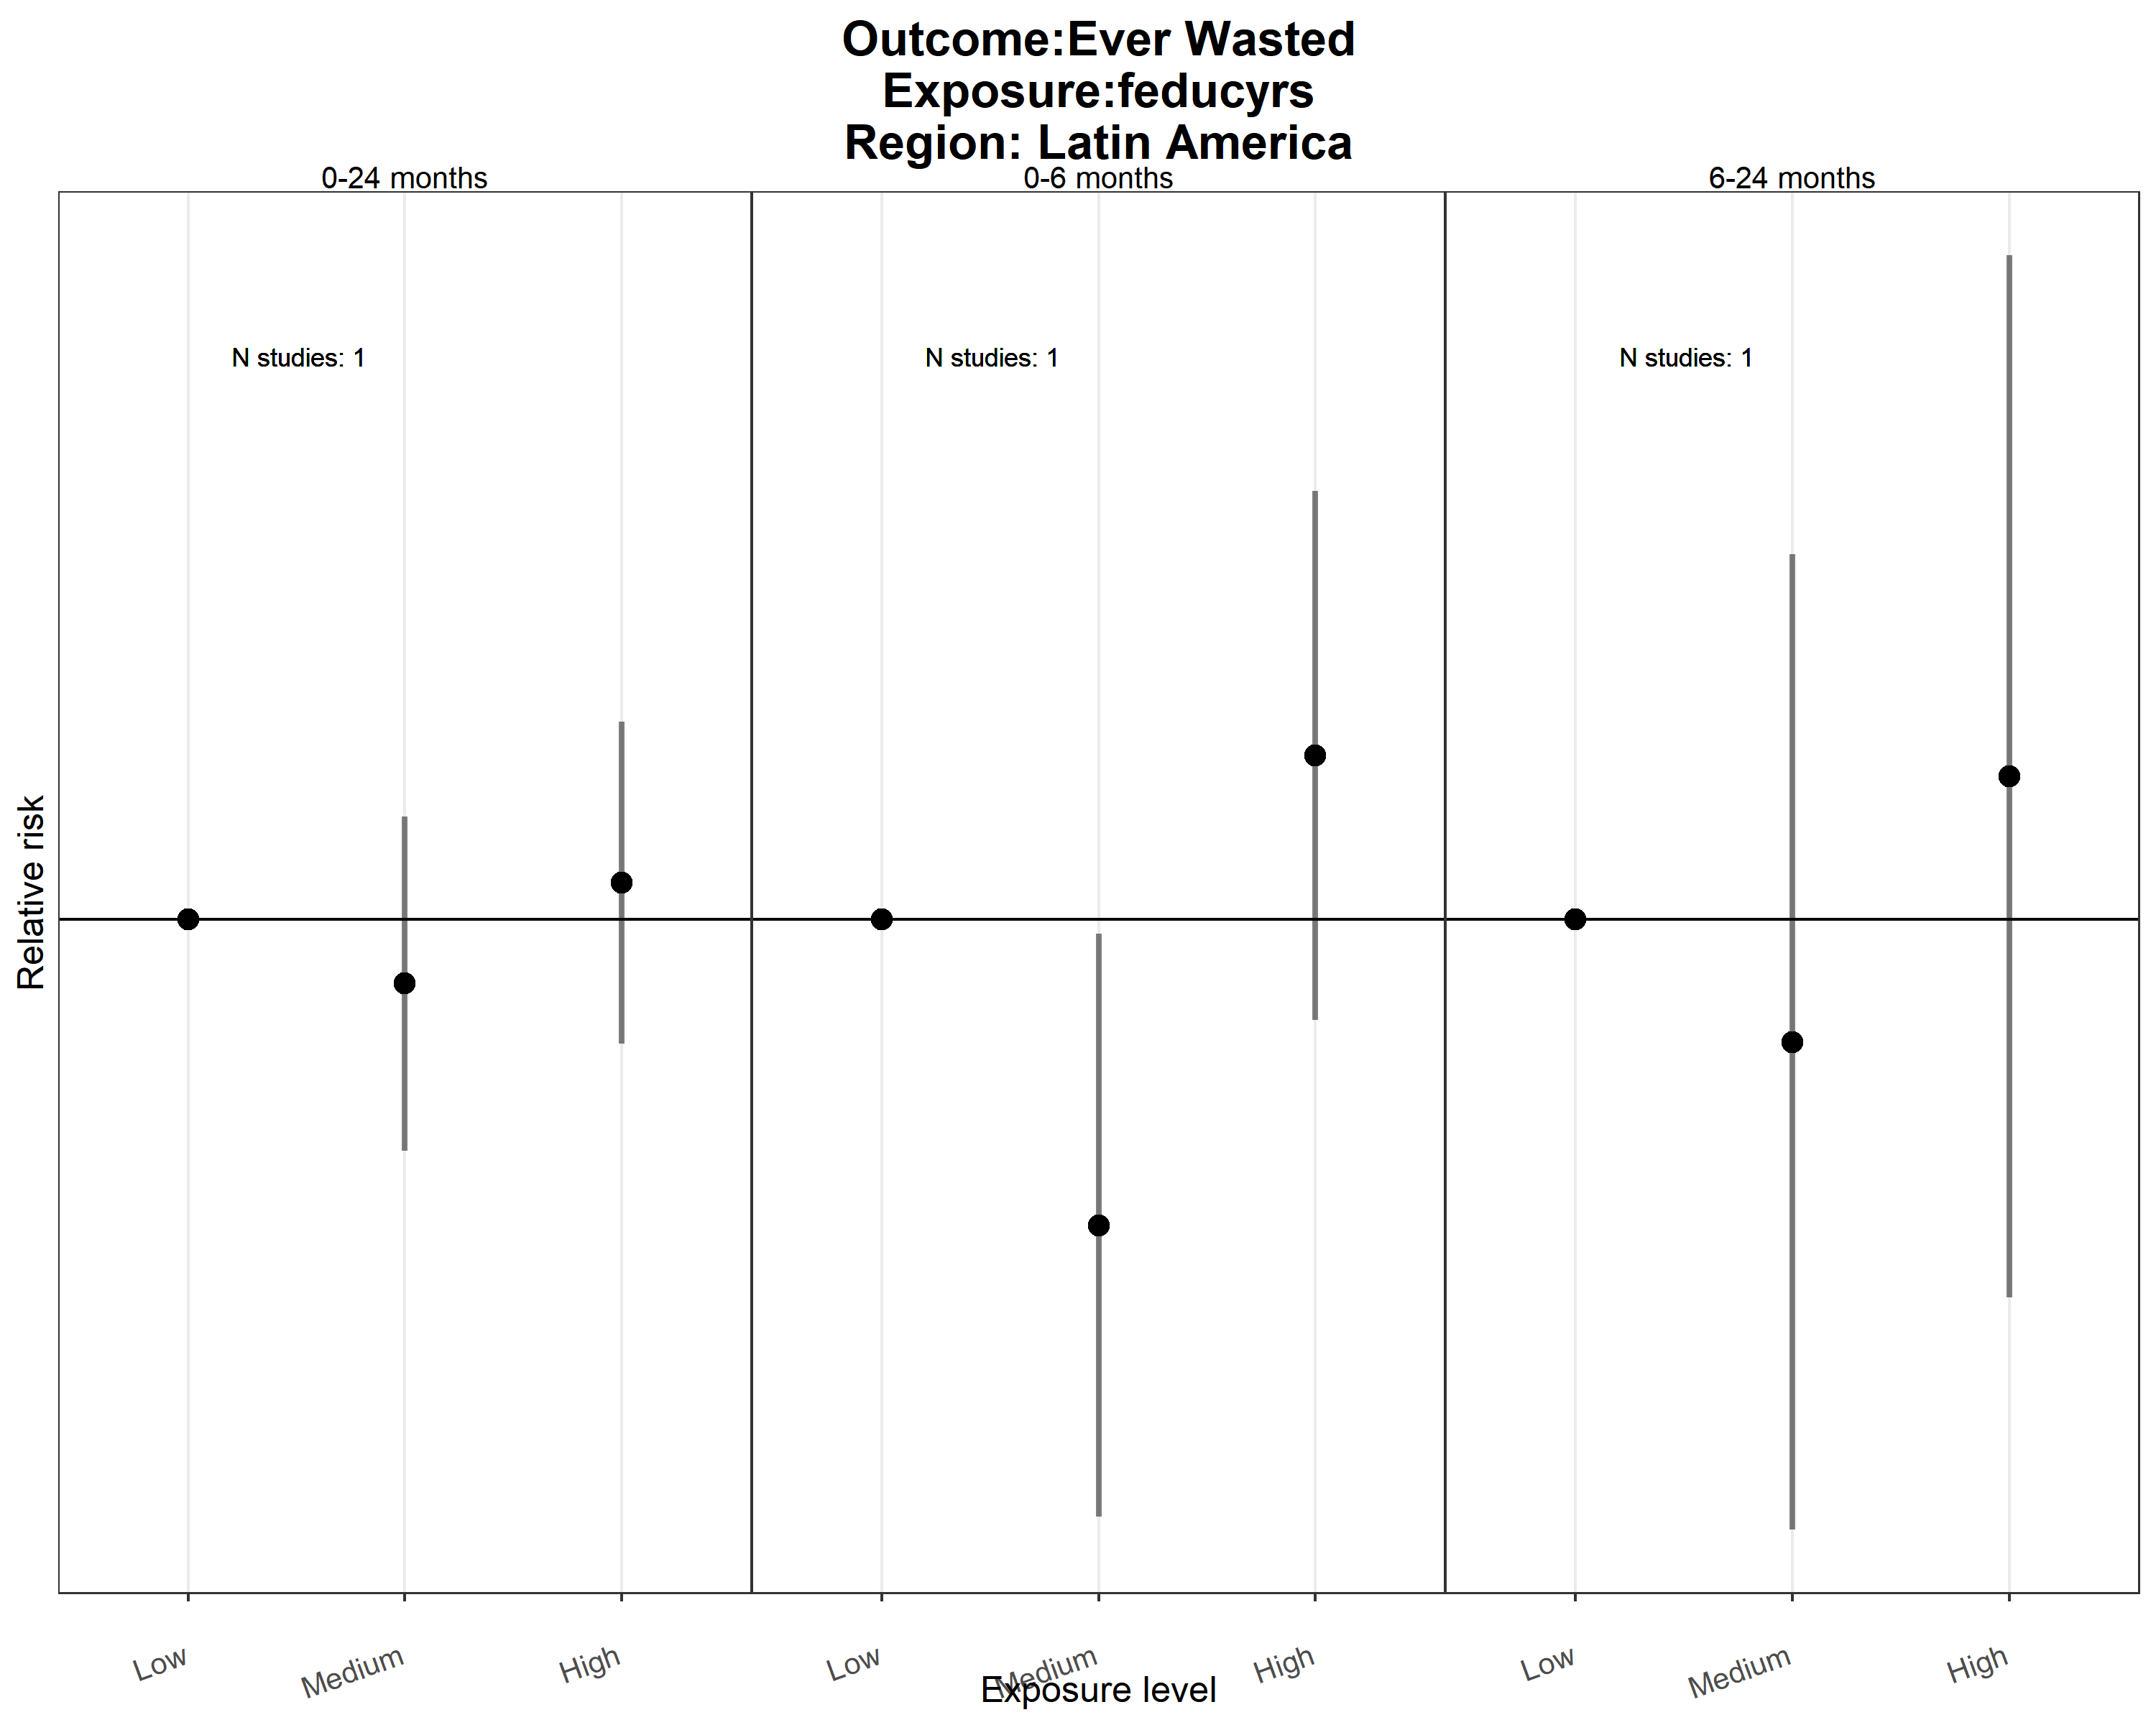 Outcome:Ever Wasted
Exposure:feducyrs
Region: Latin America
0-24 months 0-6 months 6-24 months
N studies: 1 N studies: 1 N studies: 1
Relative risk
Low Medium High Low Medium High Low Medium High
Exposure level